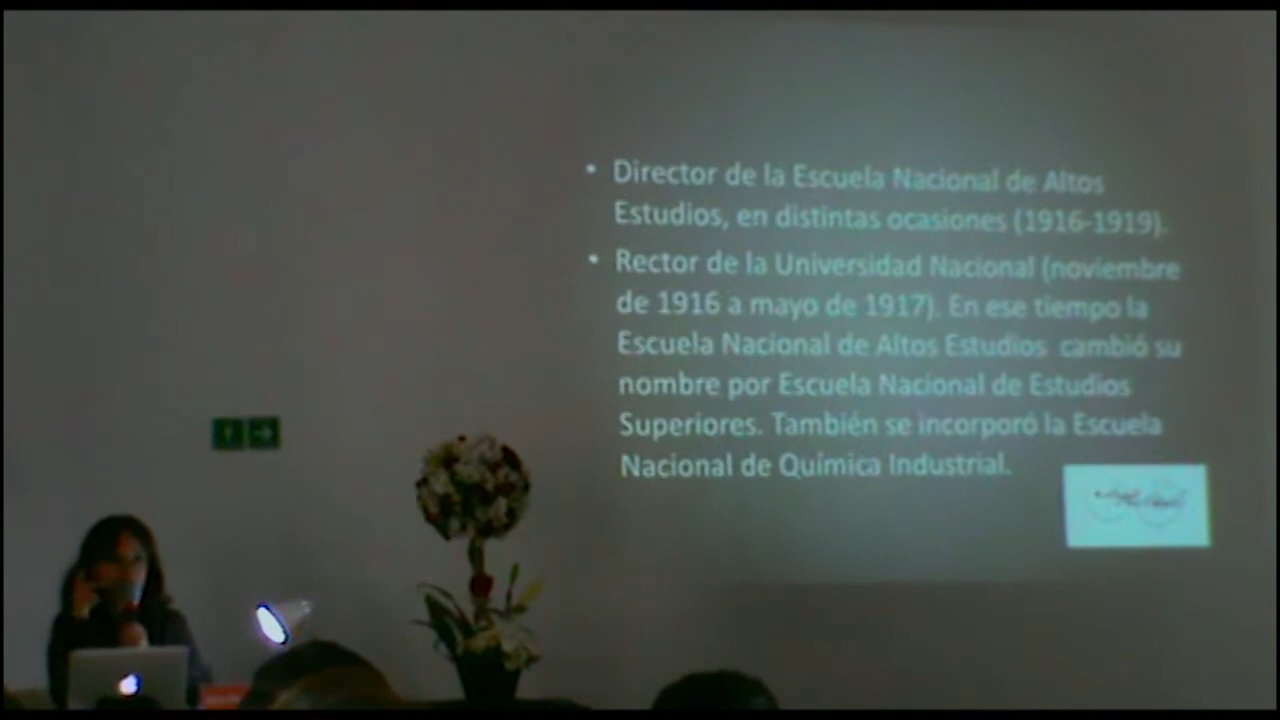 • Director de la Escuela Nacional de Altos
Estudios, en distintas ocasiones (1916-1919).
• Rector de la Universidad Nacional (noviembre
de 1916 a mayo de 1917). En ese tiempo la
Escuela Nacional de Altos Estudios cambió su
nombre por Escuela Nacional de Estudios
Superiores. También se incorporó la Escuela
Nacional de Química Industrial.